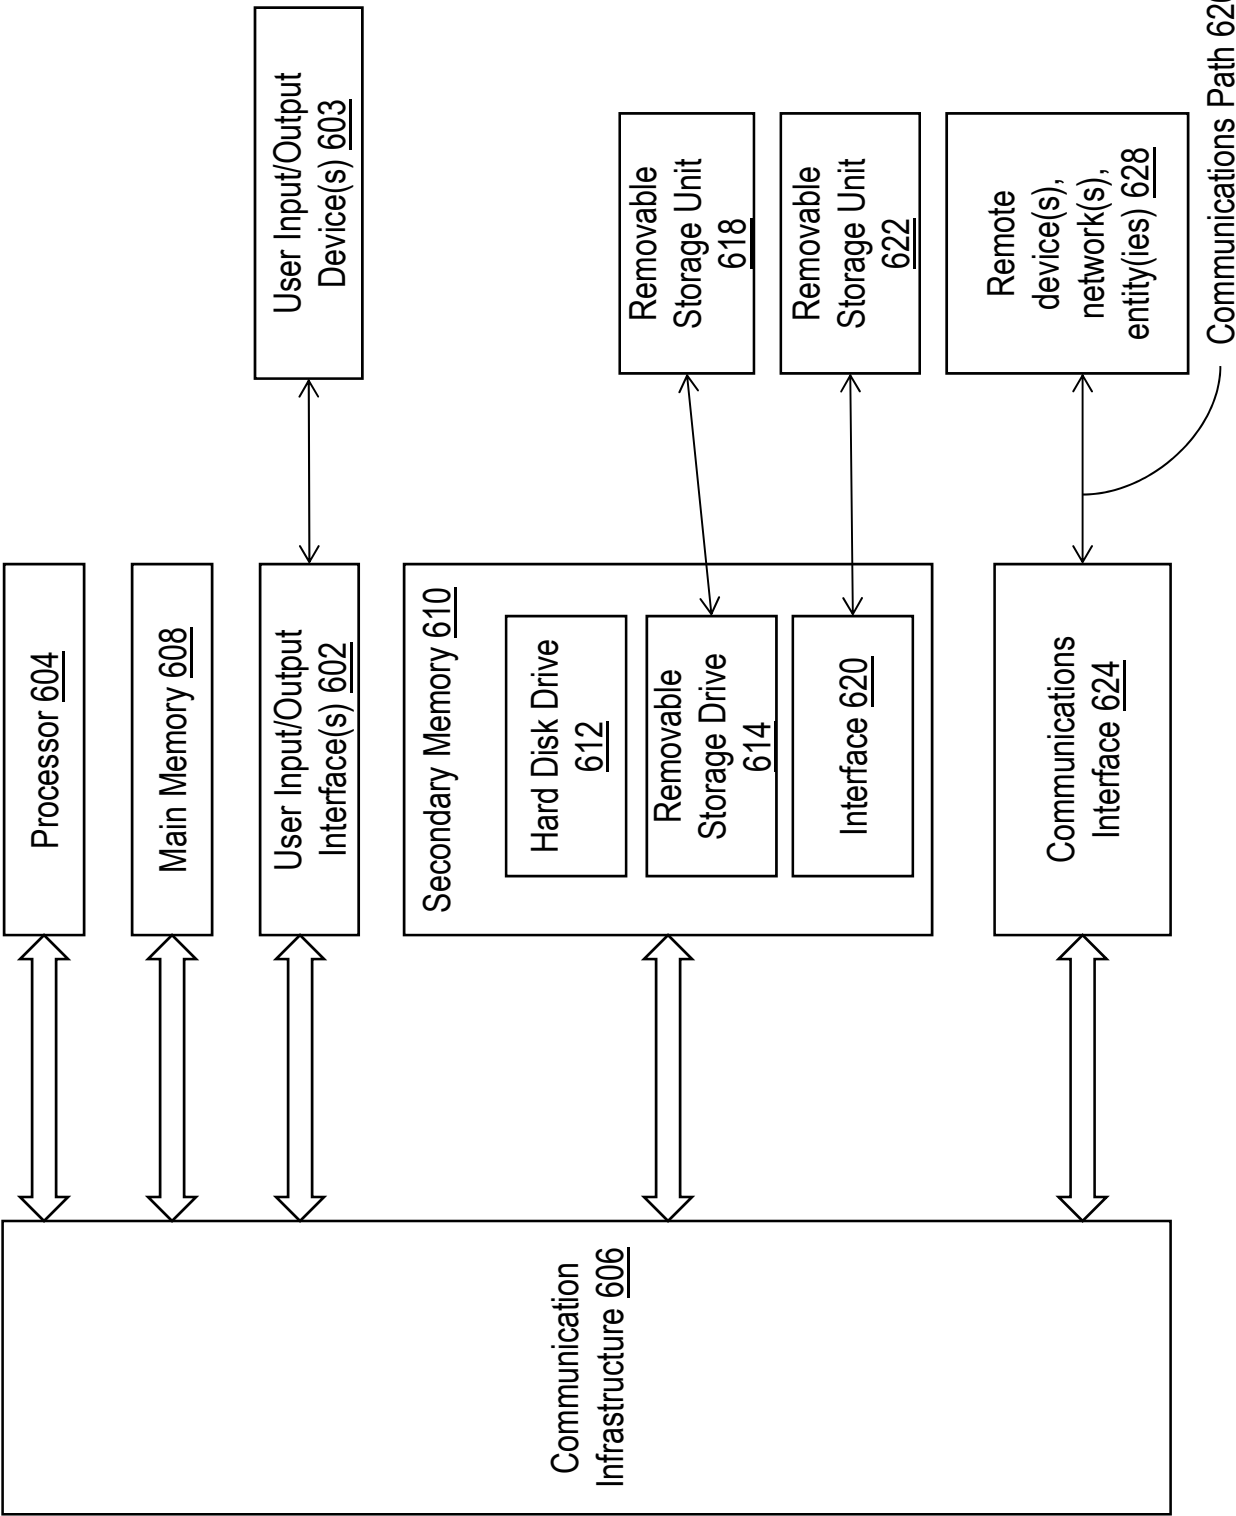 Processor 604
Main Memory 608
User Input/Output
Interface(s) 602
User Input/Output
Device(s) 603
Secondary Memory 610
Hard Disk Drive
612
Removable
Storage Drive
614
Interface 620
Removable
Storage Unit
618
Removable
Storage Unit
622
Communication
Infrastructure 606
Communications
Interface 624
Remote
device(s),
network(s),
entity(ies) 628
Communications Path